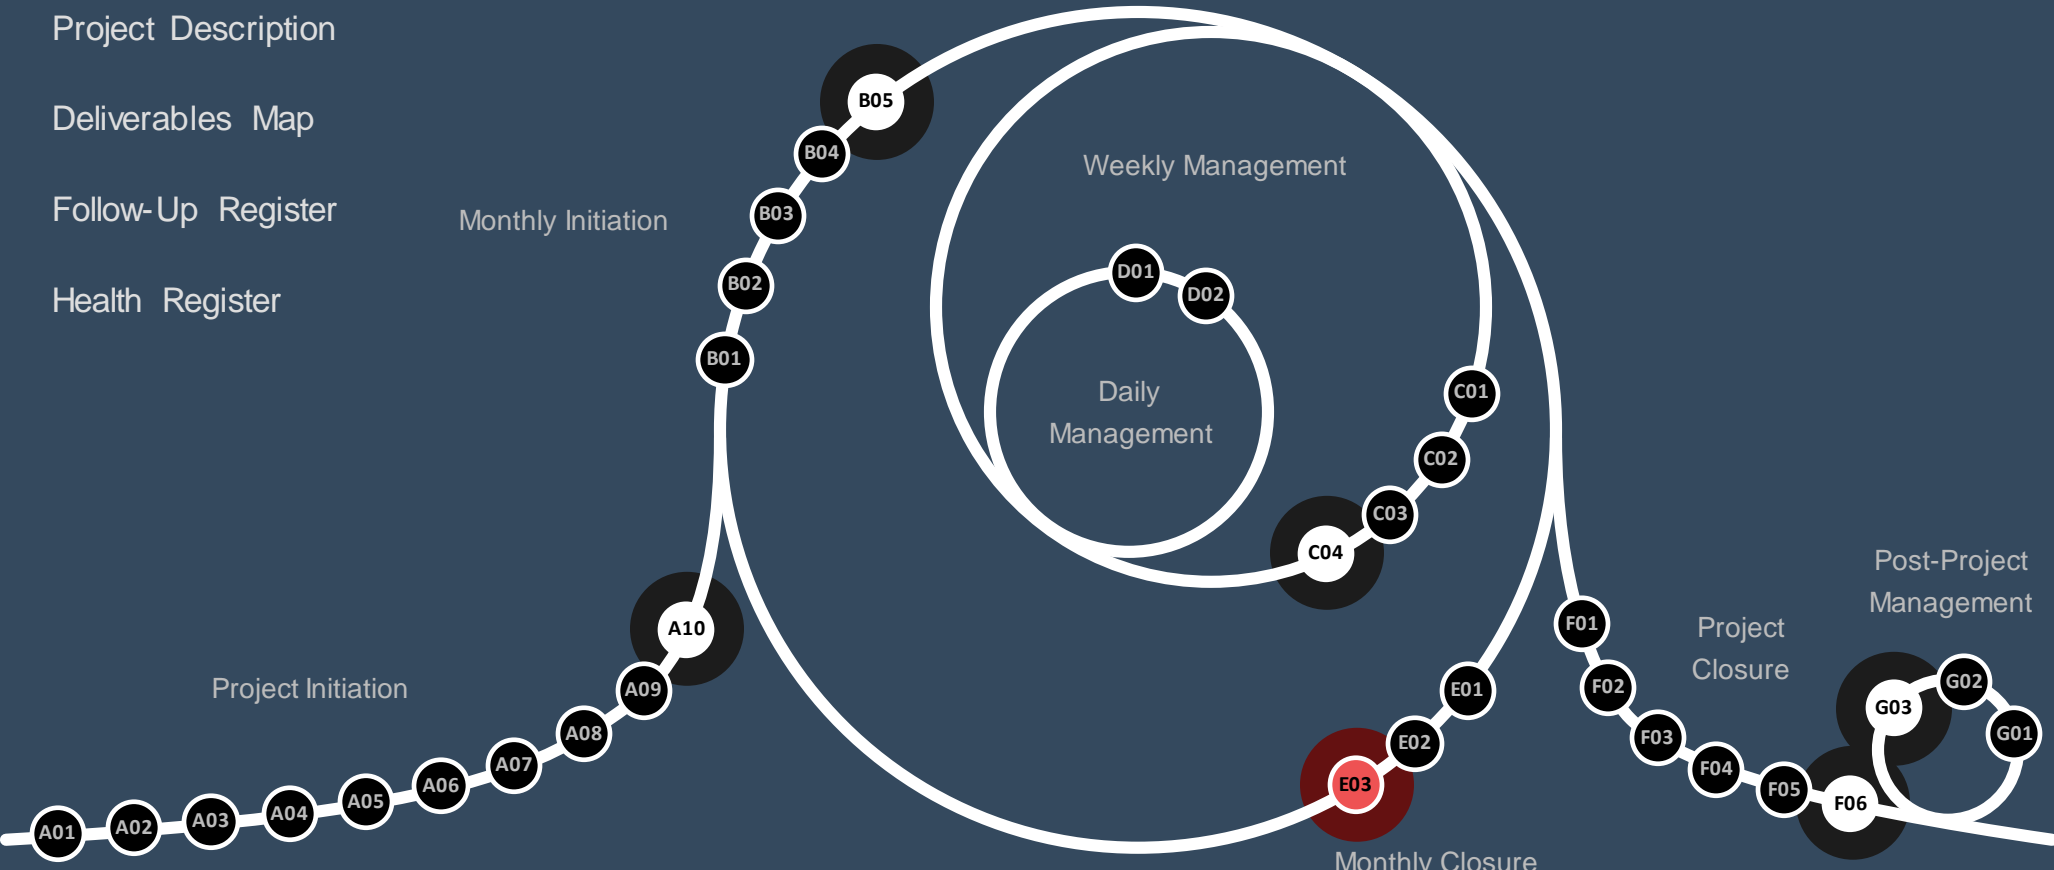 Project Description
Deliverables Map
Follow-Up Register
Health Register
Monthly Initiation
Weekly Management
Daily
Management
Project Initiation
Project
Closure
Post-Project
Management
Monthly Closure
A01
A02
A03
A04
A05
A06
A07
A08
A09
A10
B01
B02
B03
B04
B05
C01
C02
C03
C04
D01
D02
E01
E02
E03
F01
F02
F03
F04
F05
F06
G01
G02
G03